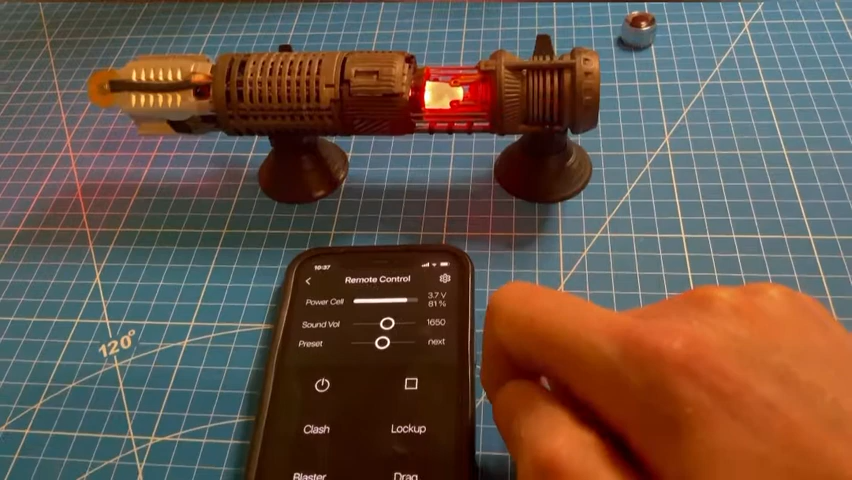 10:37
Remote Control
Power Cell 3.7 V
81 %
Sound Vol 1650
Preset next
Clash Lockup
Blaster Drag
120°